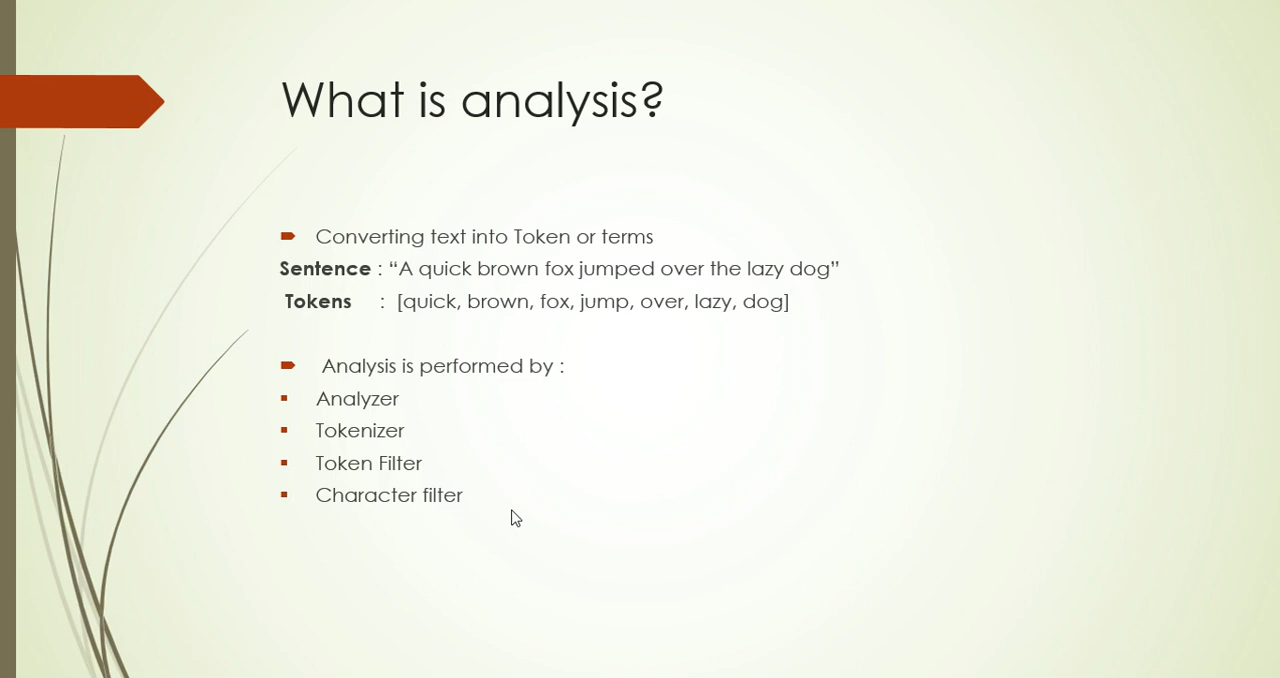 What is analysis?
Converting text into Token or terms
Sentence : “A quick brown fox jumped over the lazy dog”
Tokens : [quick, brown, fox, jump, over, lazy, dog]
Analysis is performed by :
Analyzer
Tokenizer
Token Filter
Character filter